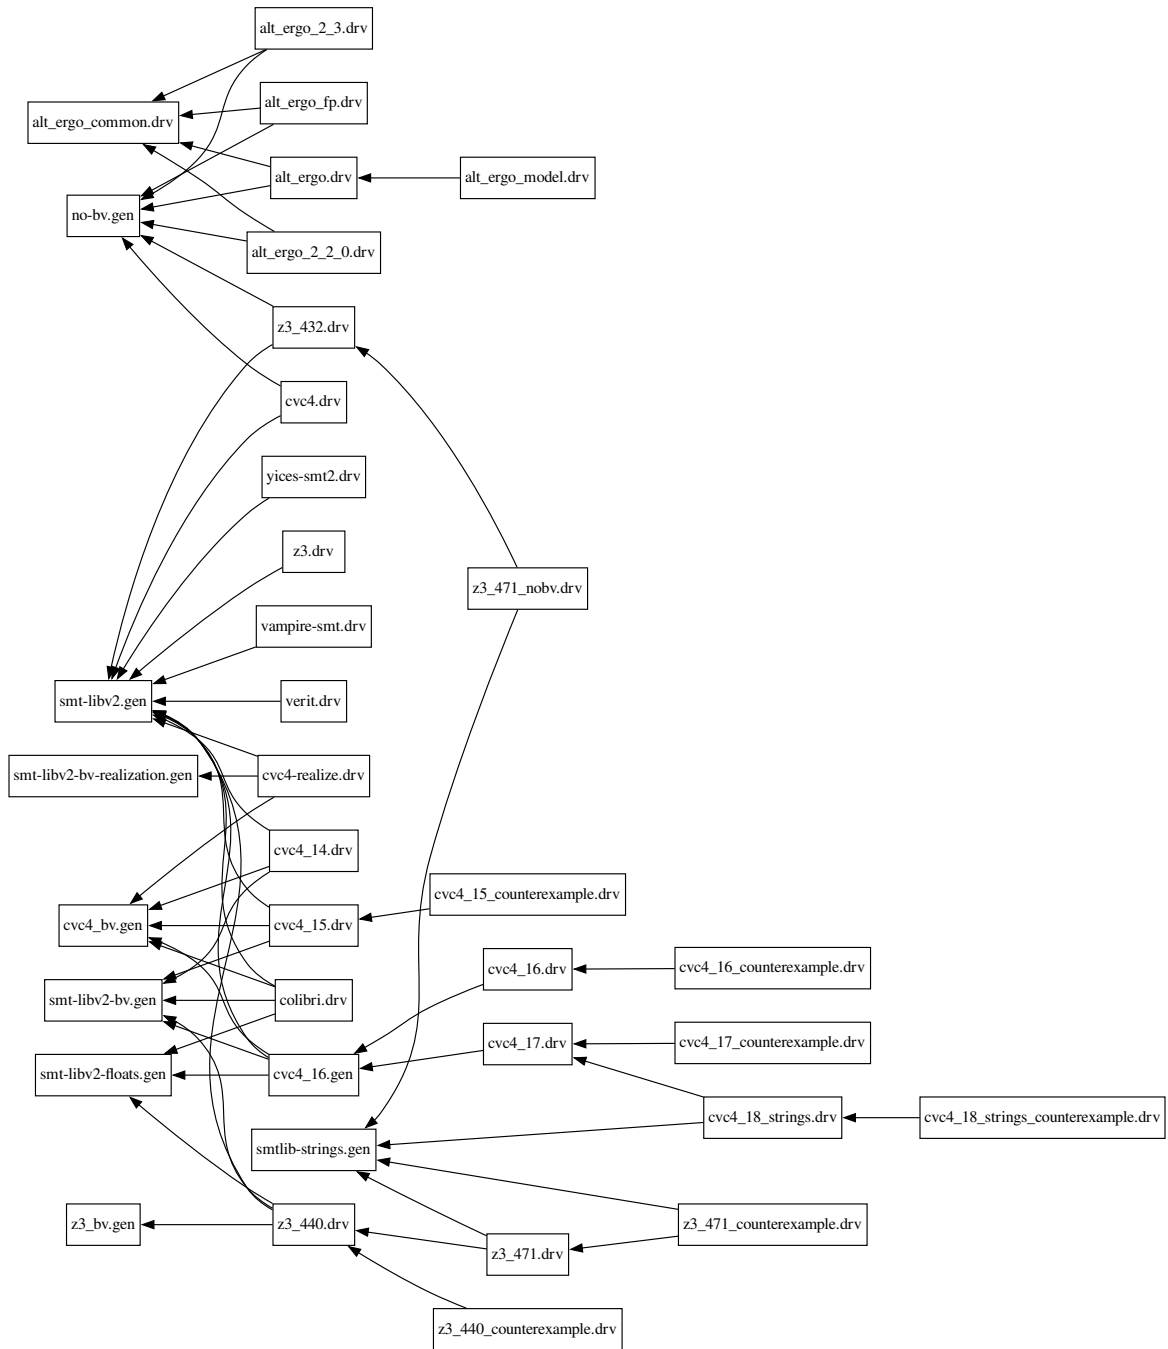 alt_ergo_2_3.drv
alt_ergo_fp.drv
alt_ergo_common.drv
alt_ergo.drv
alt_ergo_model.drv
no-bv.gen
alt_ergo_2_2_0.drv
z3_432.drv
cvc4.drv
yices-smt2.drv
z3.drv
z3_471_nobv.drv
vampire-smt.drv
smt-libv2.gen
verit.drv
smt-libv2-bv-realization.gen
cvc4-realize.drv
cvc4_14.drv
cvc4_15_counterexample.drv
cvc4_bv.gen
cvc4_15.drv
cvc4_16.drv
cvc4_16_counterexample.drv
smt-libv2-bv.gen
colibri.drv
cvc4_17.drv
cvc4_17_counterexample.drv
smt-libv2-floats.gen
cvc4_16.gen
cvc4_18_strings.drv
cvc4_18_strings_counterexample.drv
smtlib-strings.gen
z3_bv.gen
z3_440.drv
z3_471_counterexample.drv
z3_471.drv
z3_440_counterexample.drv